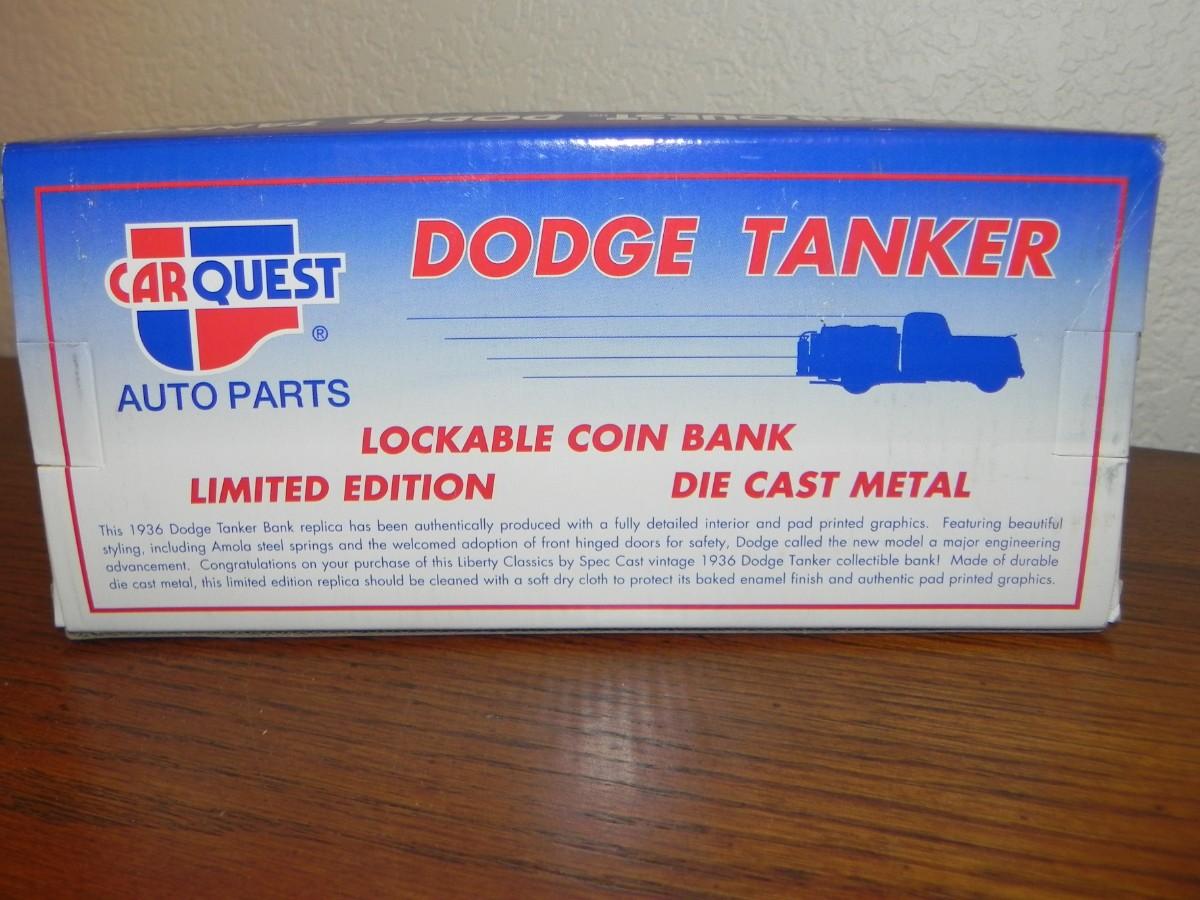 CARQUEST DODGE TANKER
DODGE TANKER
CARQUEST
®
AUTO PARTS
LOCKABLE COIN BANK
LIMITED EDITION DIE CAST METAL
This 1936 Dodge Tanker Bank replica has been authentically produced with a fully detailed interior and pad printed graphics. Featuring beautiful
styling, including Amola steel springs and the welcomed adoption of front hinged doors for safety, Dodge called the new model a major engineering
advancement. Congratulations on your purchase of this Liberty Classics by Spec Cast vintage 1936 Dodge Tanker collectible bank! Made of durable
die cast metal, this limited edition replica should be cleaned with a soft dry cloth to protect its baked enamel finish and authentic pad printed graphics.